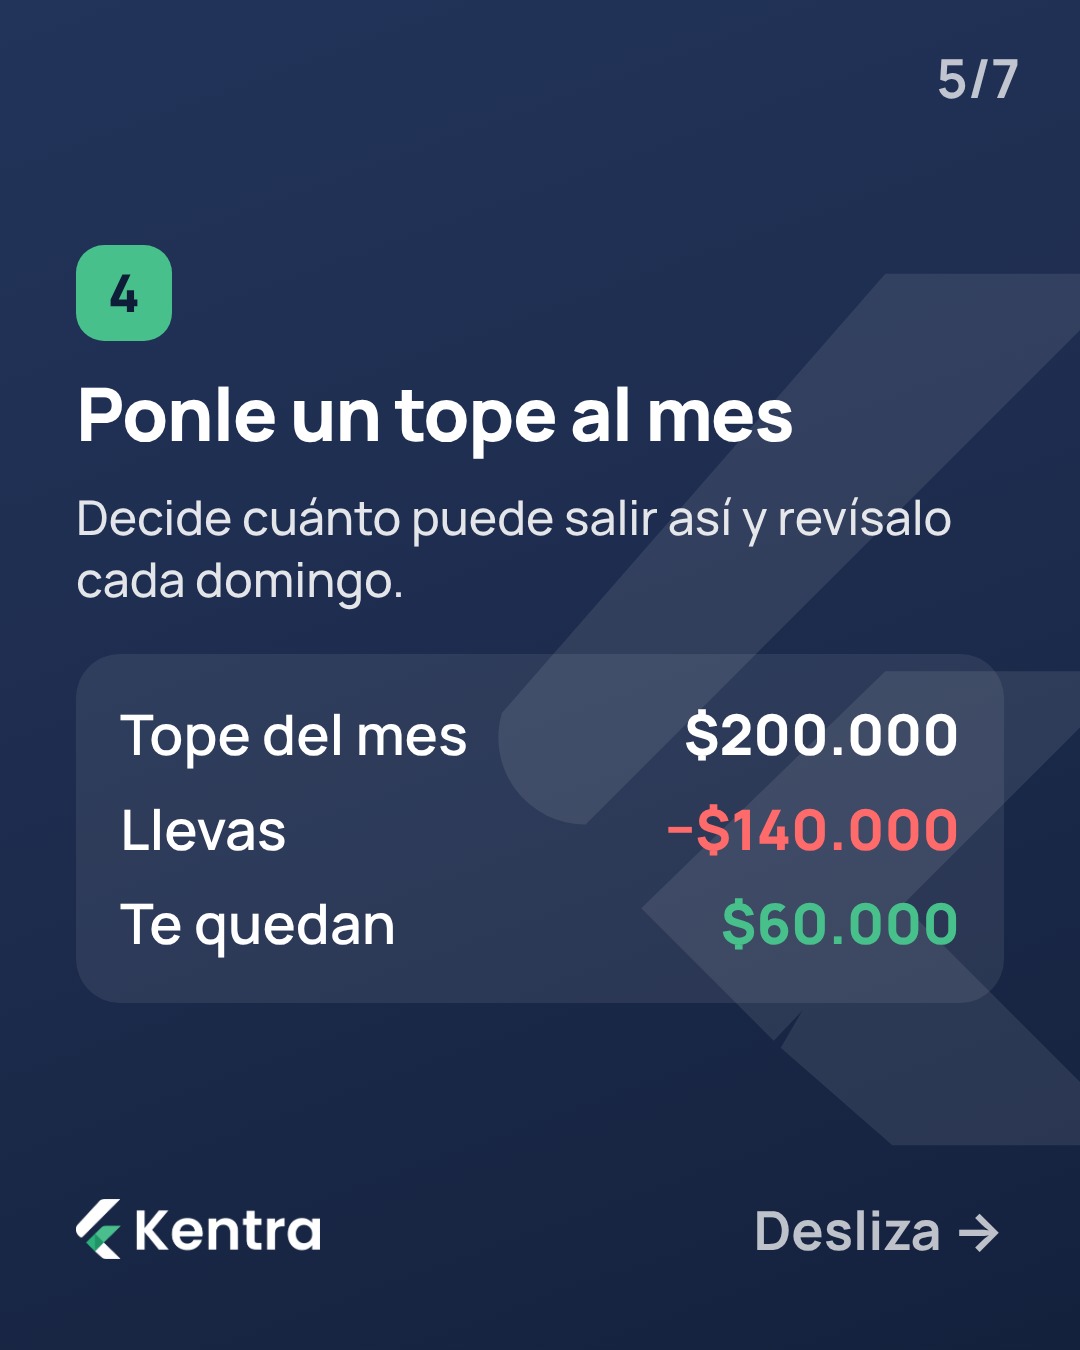 5/7
4
Ponle un tope al mes
Decide cuánto puede salir así y revísalo
cada domingo.
Tope del mes $200.000
Llevas −$140.000
Te quedan $60.000
Kentra
Desliza →